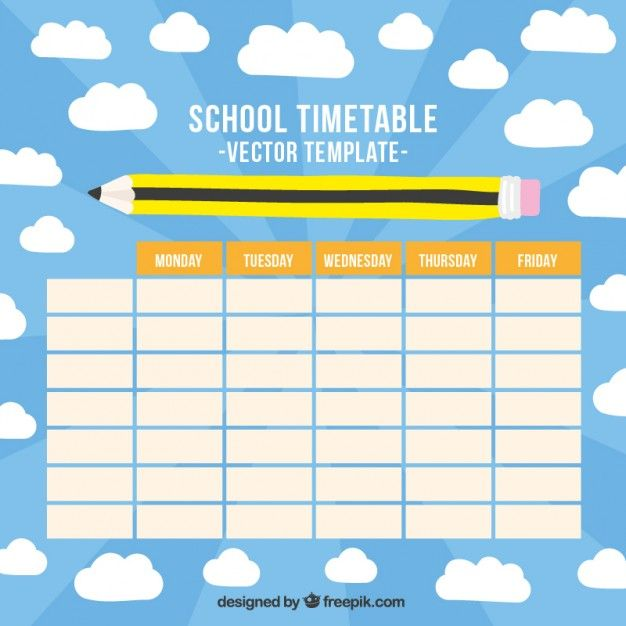 SCHOOL TIMETABLE
-VECTOR TEMPLATE-
MONDAY TUESDAY WEDNESDAY THURSDAY FRIDAY
designed by freepik.com